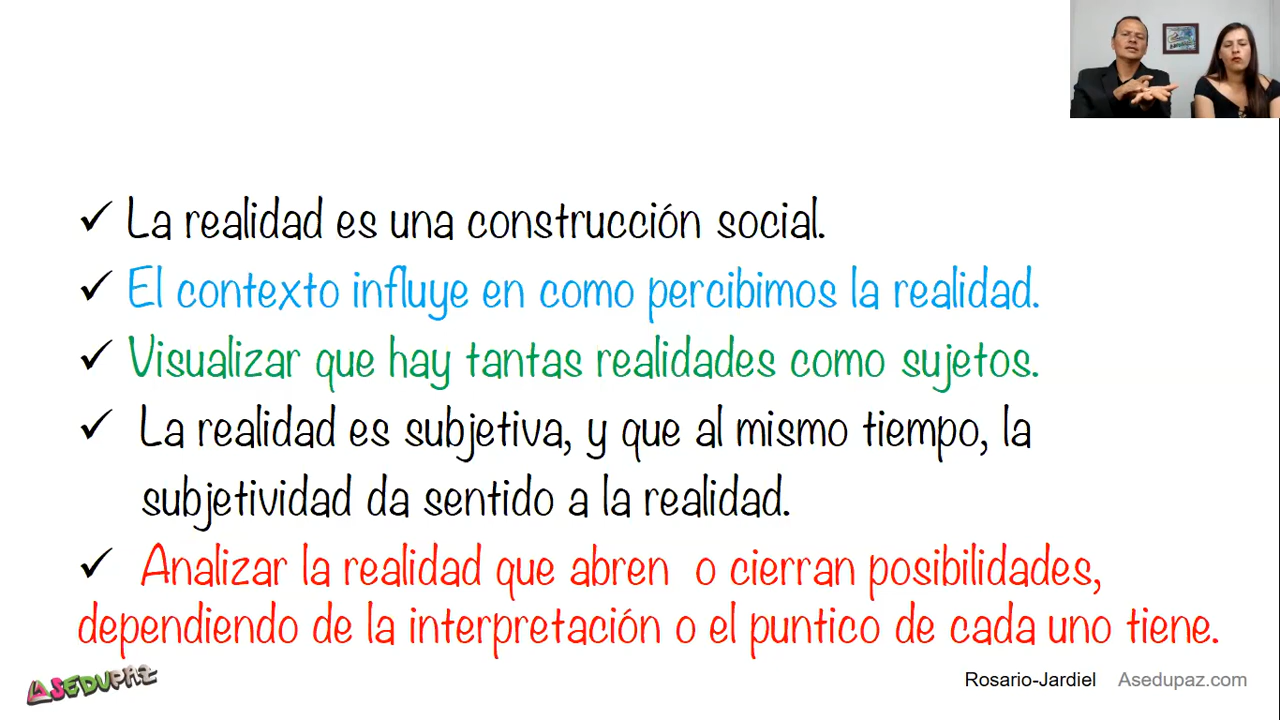 La realidad es una construcción social.
El contexto influye en como percibimos la realidad.
Visualizar que hay tantas realidades como sujetos.
La realidad es subjetiva, y que al mismo tiempo, la
subjetividad da sentido a la realidad.
Analizar la realidad que abren o cierran posibilidades,
dependiendo de la interpretación o el puntico de cada uno tiene.
ASEDUPAZ
Rosario-Jardiel Asedupaz.com